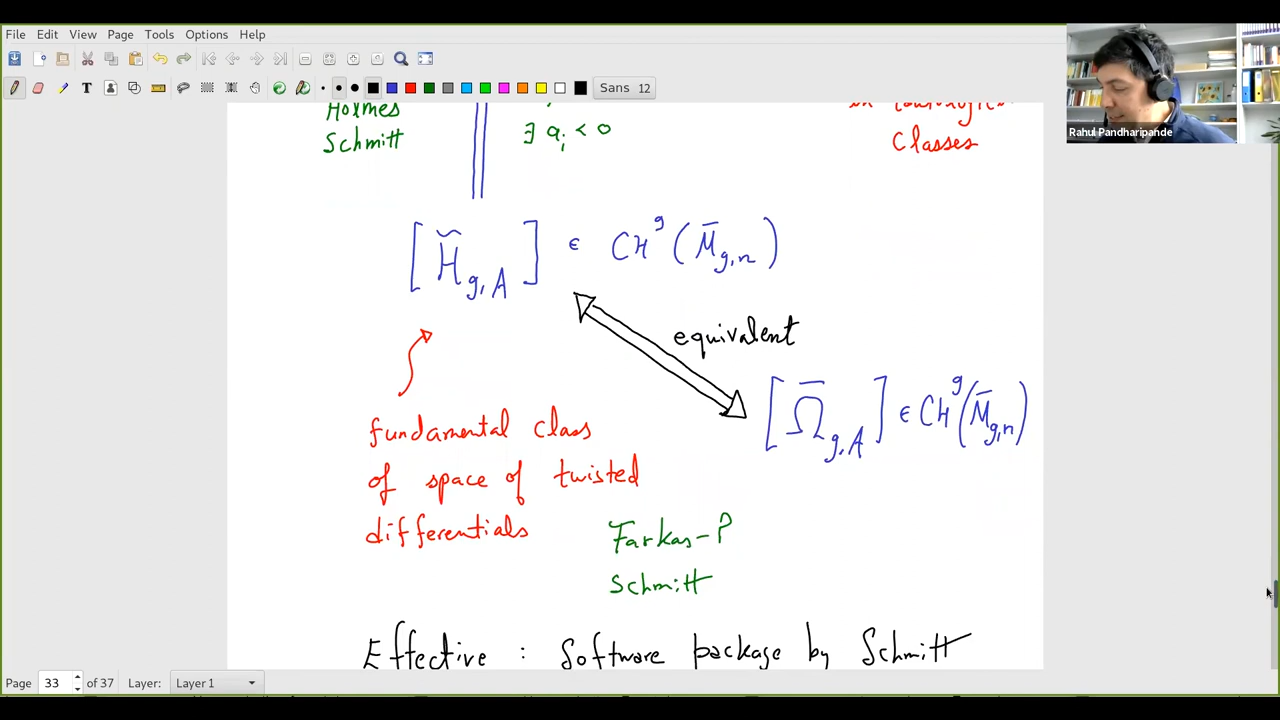 File Edit View Page Tools Options Help
Sans 12
Rahul Pandharipande
Holmes
Schmitt
∃ aᵢ < 0
Classes
[H̃_{g,A}] ∈ CH^g(M̄_{g,n})
equivalent
[Ω̄_{g,A}] ∈ CH^g(M̄_{g,n})
fundamental class
of space of twisted
differentials
Farkas-P
Schmitt
Effective : Software package by Schmitt
Page 33 of 37 Layer: Layer 1